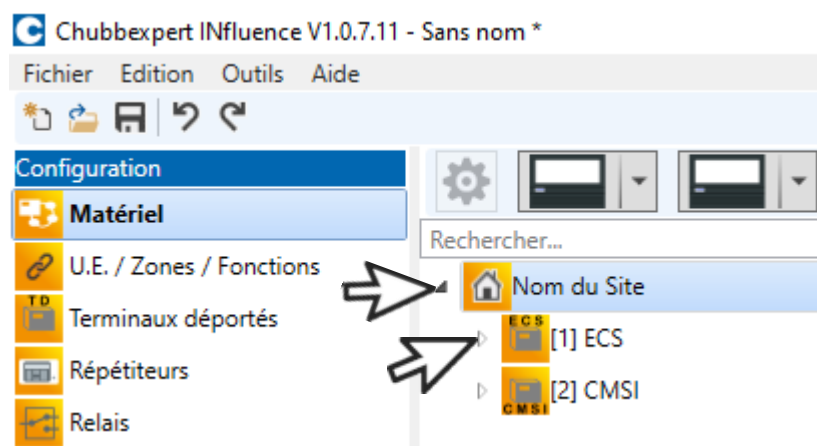 Chubbexpert INfluence V1.0.7.11 - Sans nom *
Fichier Edition Outils Aide
Configuration
Matériel
U.E. / Zones / Fonctions
TD
Terminaux déportés
Répétiteurs
Relais
Rechercher...
Nom du Site
ECS
[1] ECS
[2] CMSI
CMSI